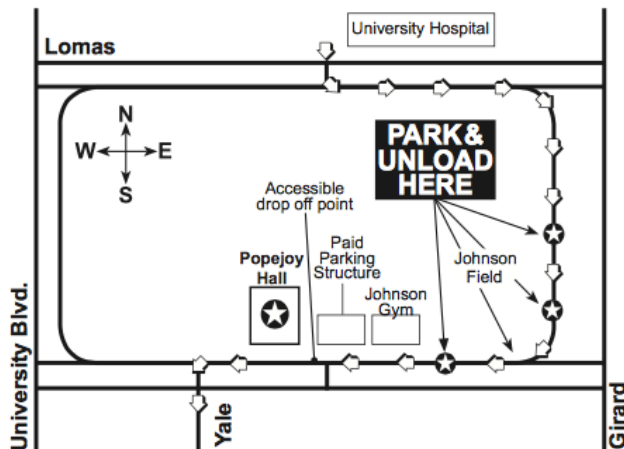 University Hospital
Lomas
N
W E
S
PARK &
UNLOAD
HERE
Accessible
drop off point
Paid
Parking
Structure
Popejoy
Hall
Johnson
Gym
Johnson
Field
University Blvd.
Yale
Girard